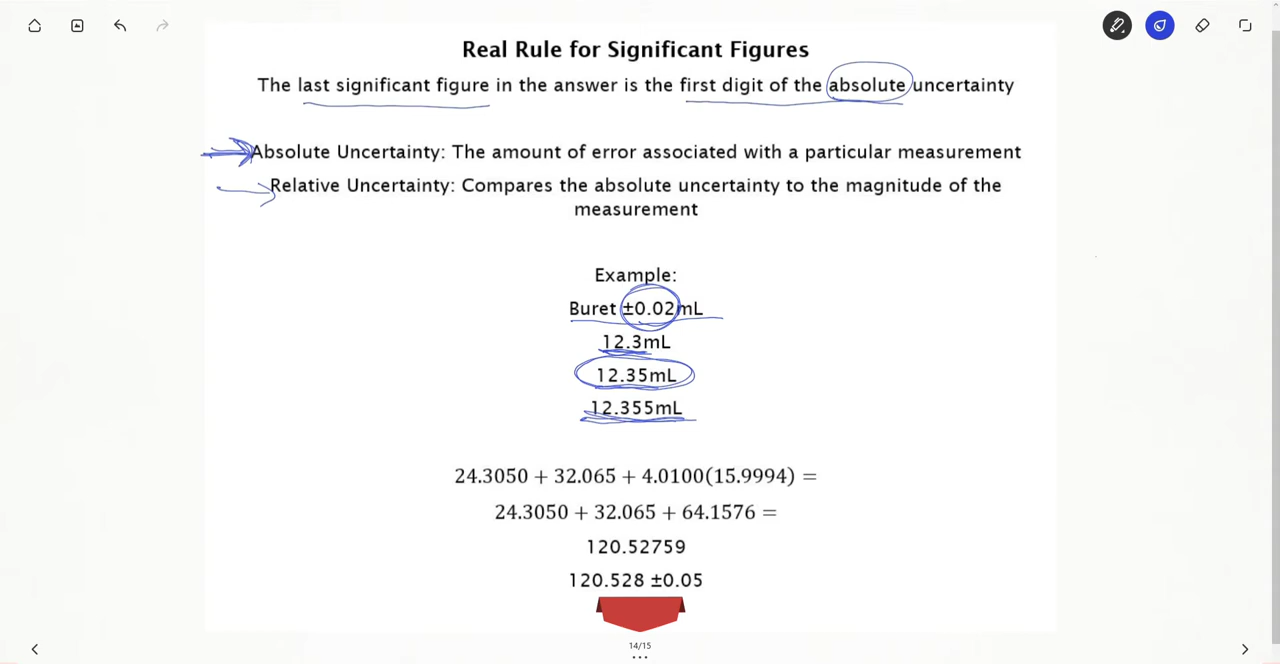 Real Rule for Significant Figures
The last significant figure in the answer is the first digit of the absolute uncertainty
Absolute Uncertainty: The amount of error associated with a particular measurement
Relative Uncertainty: Compares the absolute uncertainty to the magnitude of the
measurement
Example:
Buret ±0.02mL
12.3mL
12.35mL
12.355mL
24.3050 + 32.065 + 4.0100(15.9994) =
24.3050 + 32.065 + 64.1576 =
120.52759
120.528 ±0.05
14/15